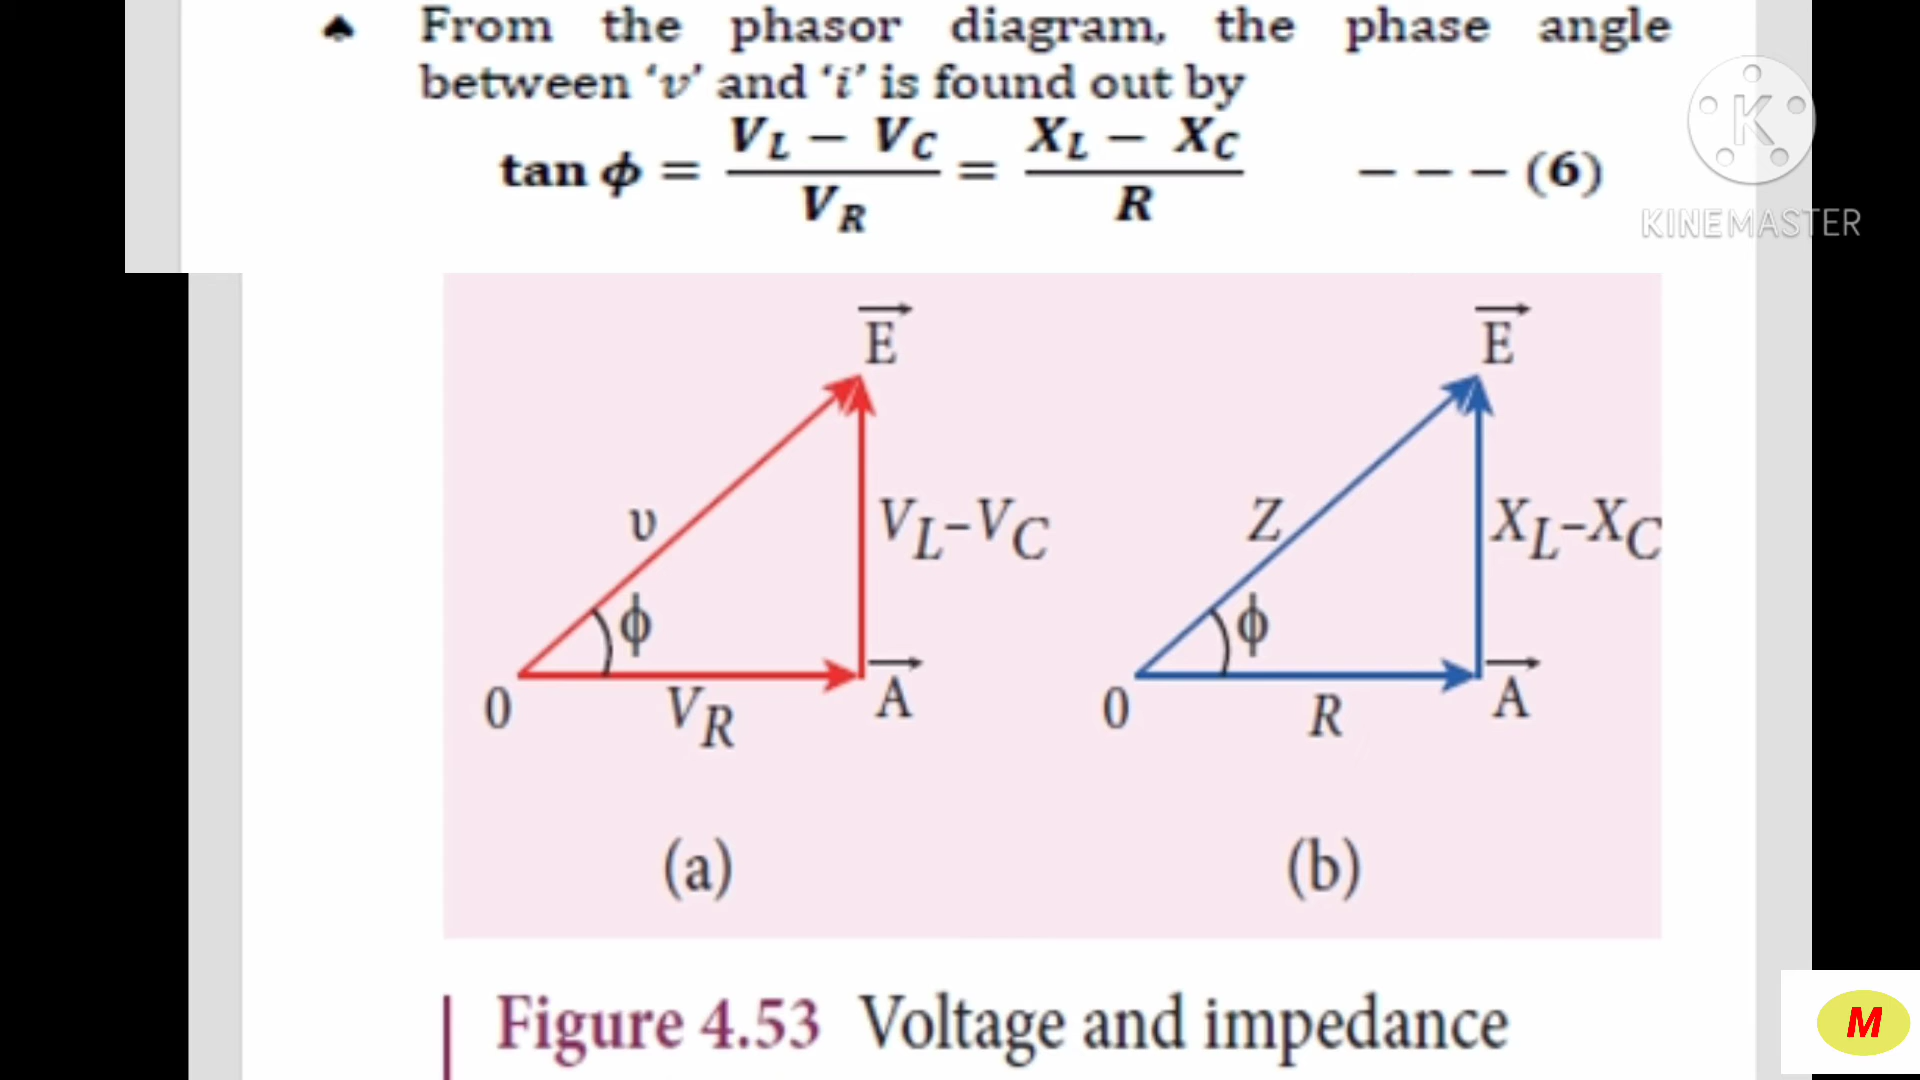 ♠ From the phasor diagram, the phase angle
between ‘v’ and ‘i’ is found out by
tan ϕ = (V_L − V_C) / V_R = (X_L − X_C) / R − − − (6)
KINEMASTER
E E
υ V_L–V_C Z X_L–X_C
ϕ ϕ
0 V_R A 0 R A
(a) (b)
Figure 4.53 Voltage and impedance
M